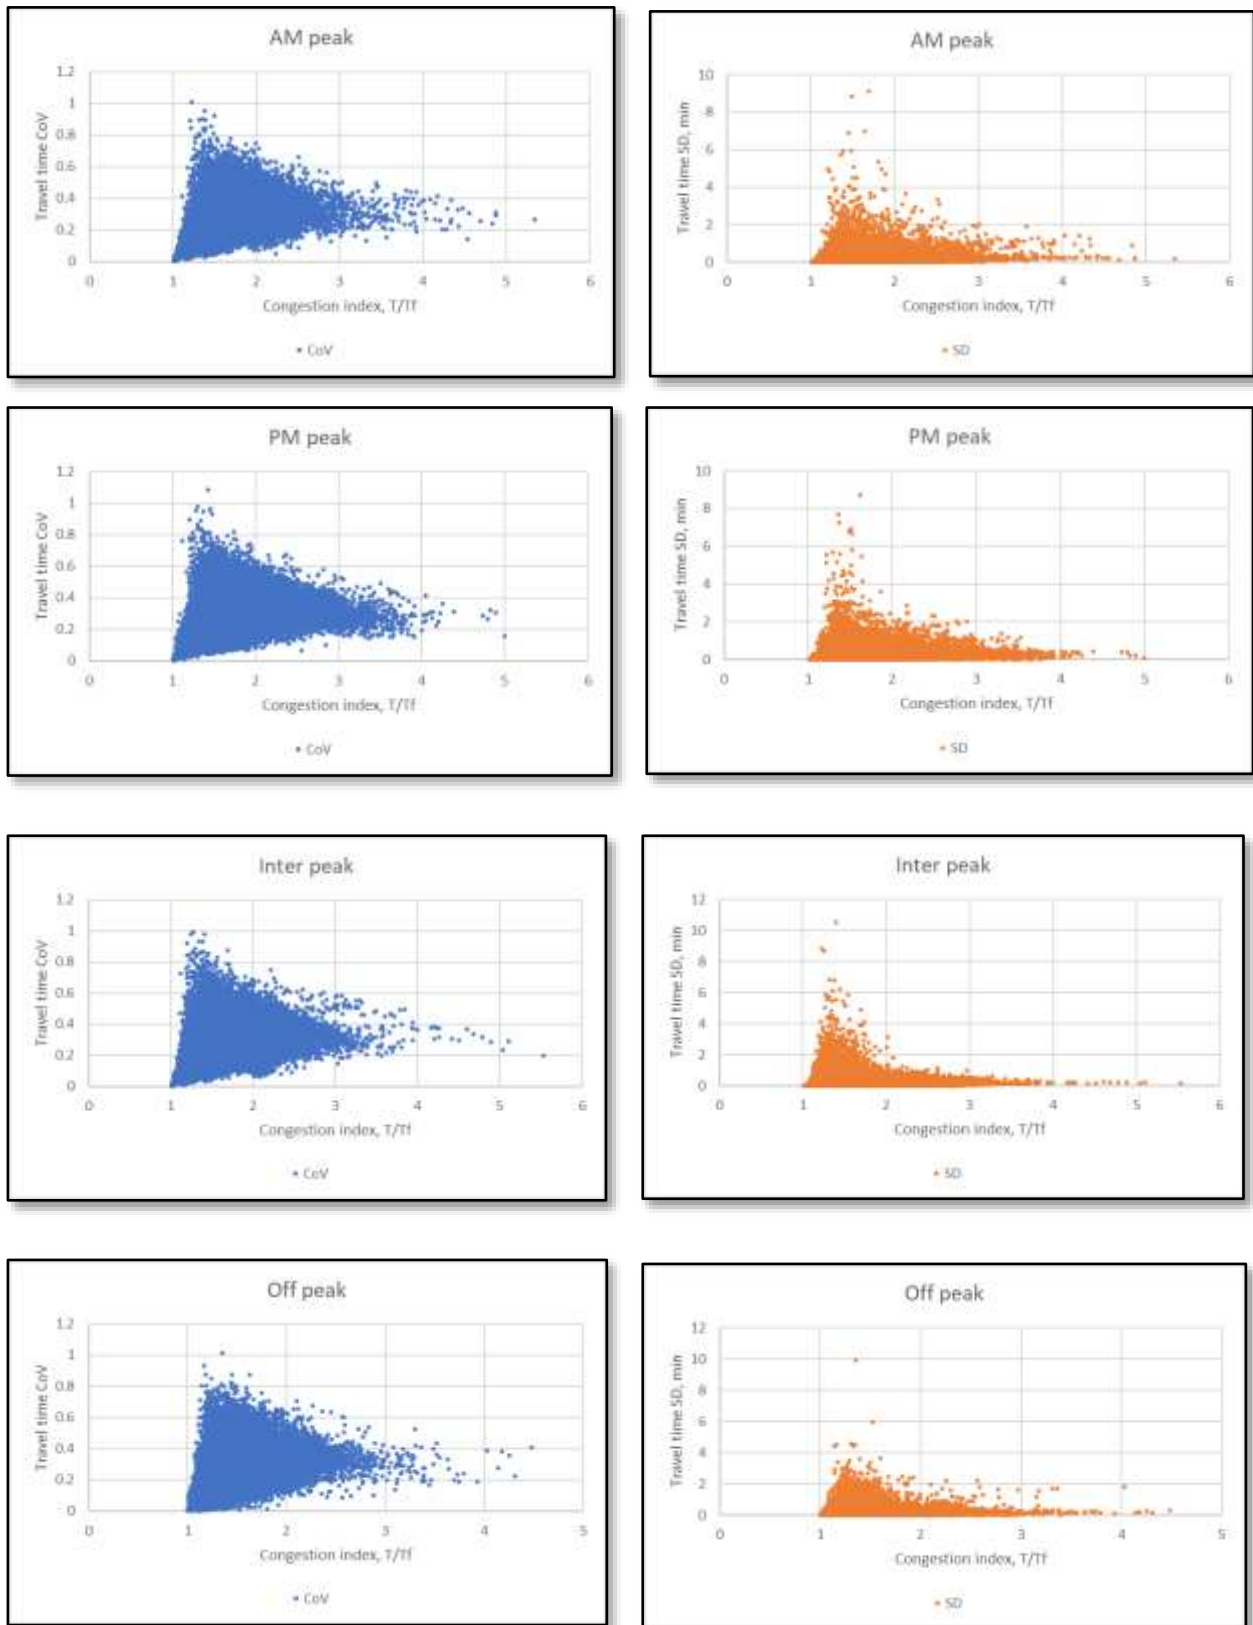 AM peak
1.2
1
0.8
0.6
0.4
0.2
0
Travel time CoV
0 1 2 3 4 5 6
Congestion index, T/Tf
CoV
AM peak
10
8
6
4
2
0
Travel time SD, min
0 1 2 3 4 5 6
Congestion index, T/Tf
SD
PM peak
1.2
1
0.8
0.6
0.4
0.2
0
Travel time CoV
0 1 2 3 4 5 6
Congestion index, T/Tf
CoV
PM peak
10
8
6
4
2
0
Travel time SD, min
0 1 2 3 4 5 6
Congestion index, T/Tf
SD
Inter peak
1.2
1
0.8
0.6
0.4
0.2
0
Travel time CoV
0 1 2 3 4 5 6
Congestion index, T/Tf
CoV
Inter peak
12
10
8
6
4
2
0
Travel time SD, min
0 1 2 3 4 5 6
Congestion index, T/Tf
SD
Off peak
1.2
1
0.8
0.6
0.4
0.2
0
Travel time CoV
0 1 2 3 4 5
Congestion index, T/Tf
CoV
Off peak
12
10
8
6
4
2
0
Travel time SD, min
0 1 2 3 4 5
Congestion index, T/Tf
SD